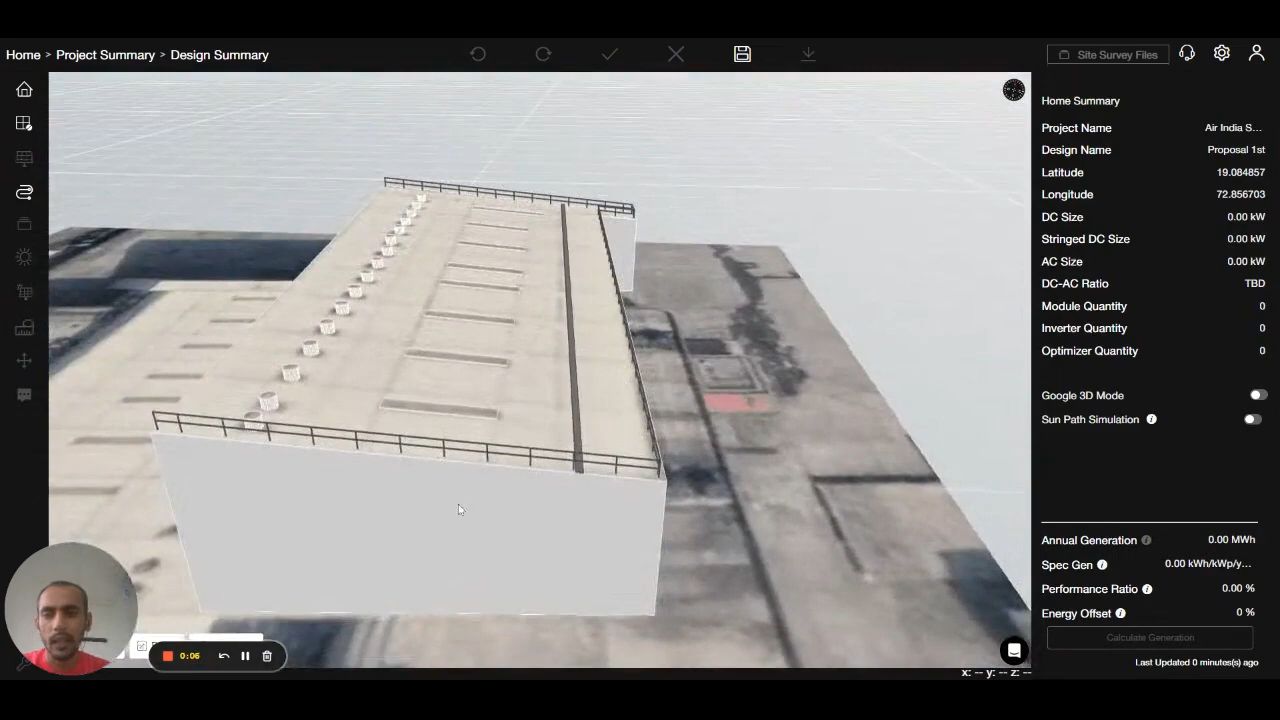 Home > Project Summary > Design Summary
Site Survey Files
Home Summary
Project Name Air India S...
Design Name Proposal 1st
Latitude 19.084857
Longitude 72.856703
DC Size 0.00 kW
Stringed DC Size 0.00 kW
AC Size 0.00 kW
DC-AC Ratio TBD
Module Quantity 0
Inverter Quantity 0
Optimizer Quantity 0
Google 3D Mode
Sun Path Simulation
Annual Generation 0.00 MWh
Spec Gen 0.00 kWh/kWp/y...
Performance Ratio 0.00 %
Energy Offset 0 %
Calculate Generation
Last Updated 0 minutes(s) ago
x: -- y: -- z: --
0:06